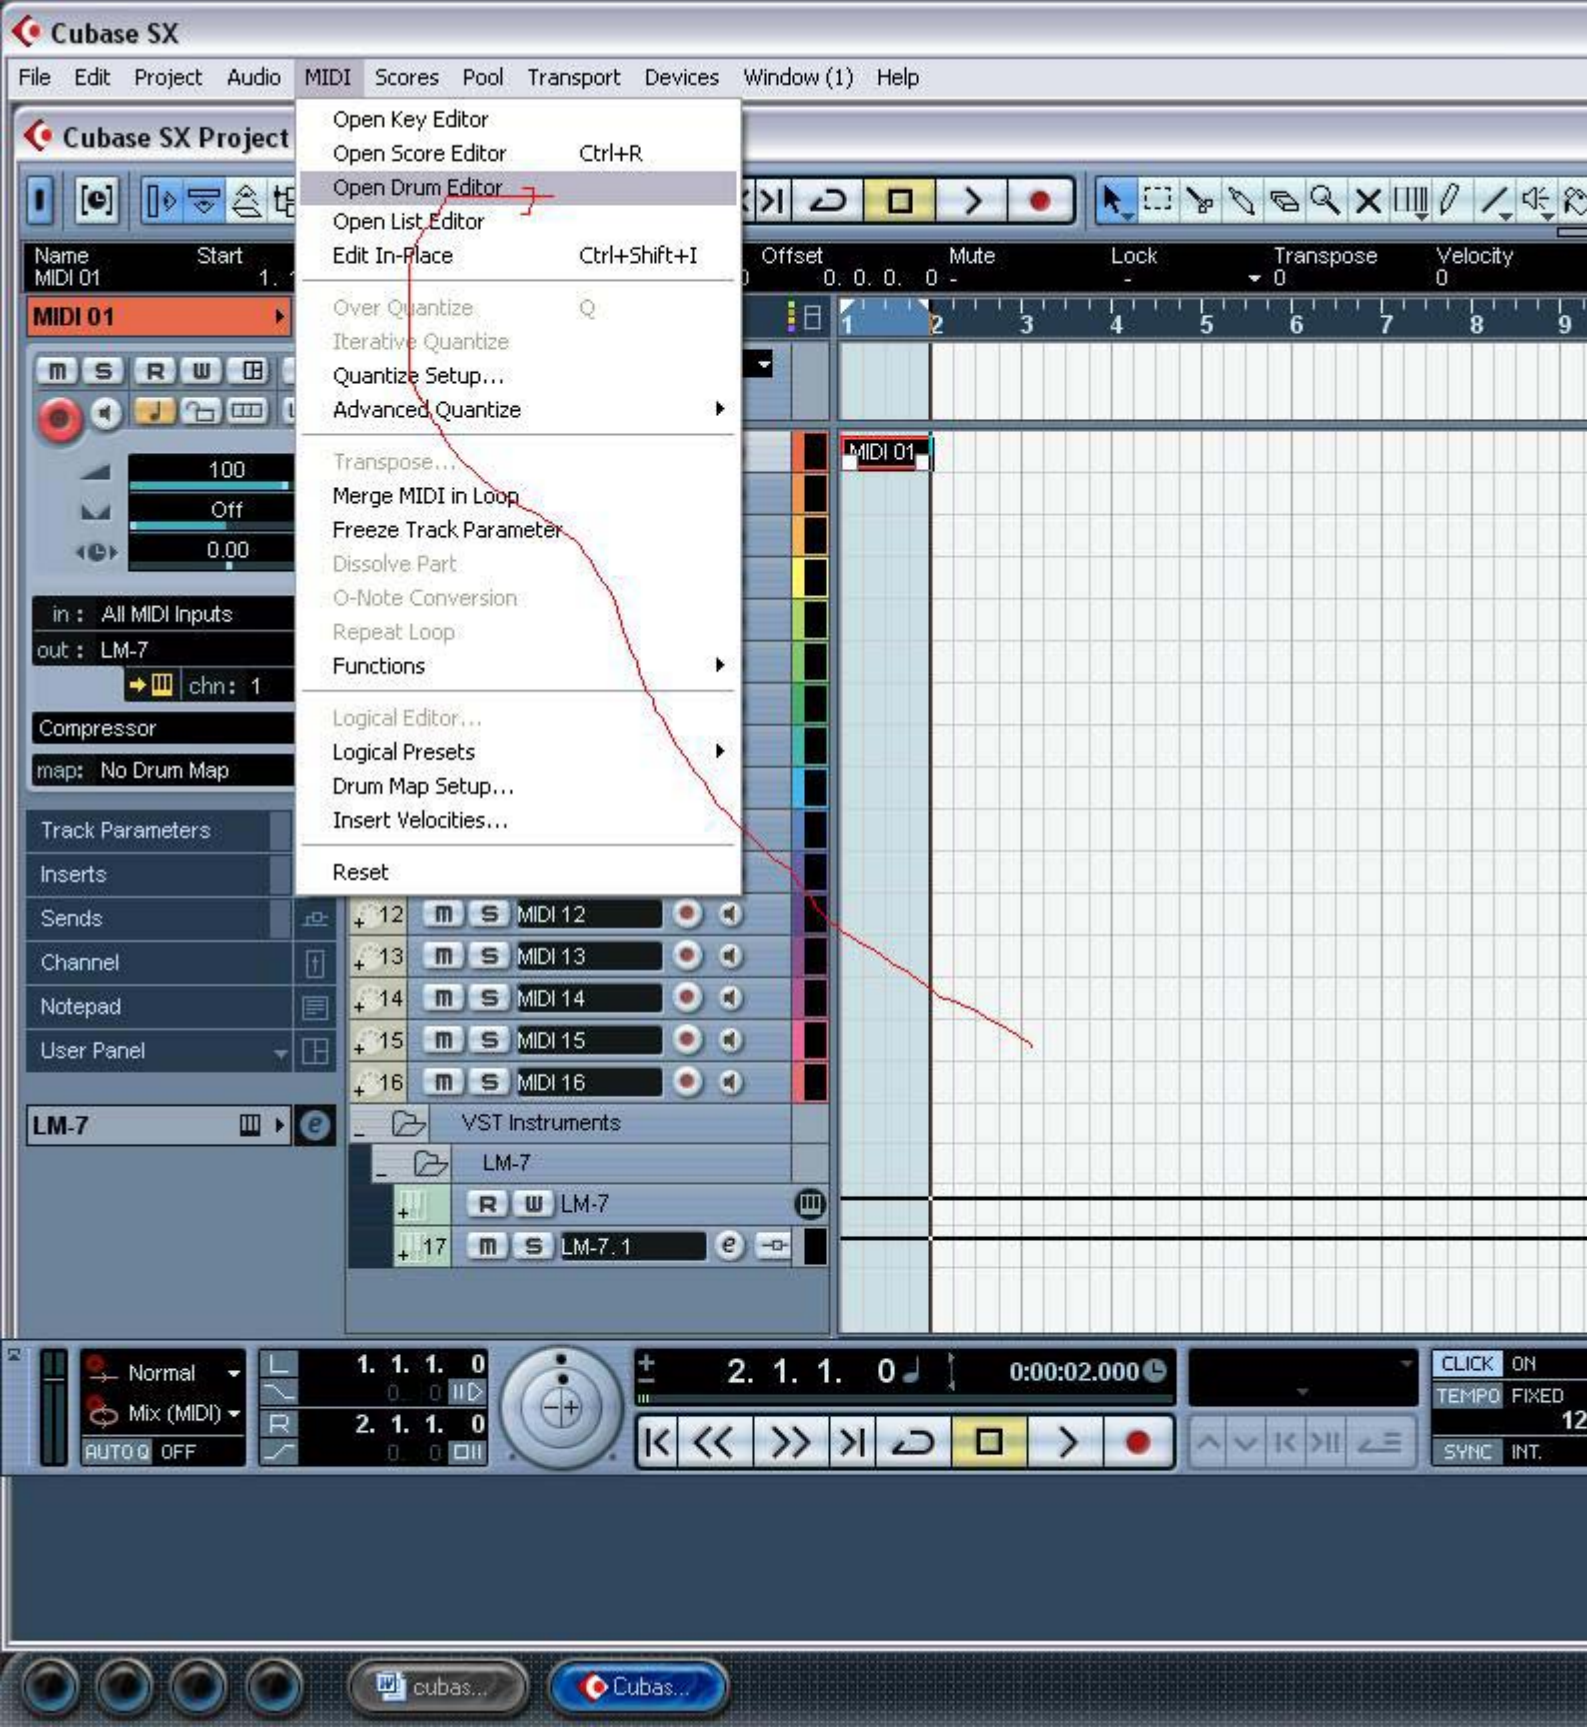 Cubase SX
File Edit Project Audio MIDI Scores Pool Transport Devices Window (1) Help
Cubase SX Project
Open Key Editor
Open Score Editor Ctrl+R
Open Drum Editor
Open List Editor
Edit In-Place Ctrl+Shift+I
Over Quantize Q
Iterative Quantize
Quantize Setup...
Advanced Quantize
Transpose...
Merge MIDI in Loop
Freeze Track Parameter
Dissolve Part
O-Note Conversion
Repeat Loop
Functions
Logical Editor...
Logical Presets
Drum Map Setup...
Insert Velocities...
Reset
Name Start Offset Mute Lock Transpose Velocity
MIDI 01 1. 0. 0. 0. 0 - - 0 0
MIDI 01
1 2 3 4 5 6 7 8 9
m S R W
100
Off
0.00
in : All MIDI Inputs
out : LM-7
chn: 1
Compressor
map: No Drum Map
Track Parameters
Inserts
Sends
Channel
Notepad
User Panel
LM-7 e
MIDI 01
12 m S MIDI 12
13 m S MIDI 13
14 m S MIDI 14
15 m S MIDI 15
16 m S MIDI 16
VST Instruments
LM-7
R W LM-7
17 m S LM-7. 1 e
Normal
Mix (MIDI)
AUTO Q OFF
L 1. 1. 1. 0
0 0
R 2. 1. 1. 0
0 0
2. 1. 1. 0 0:00:02.000
CLICK ON
TEMPO FIXED
12
SYNC INT.
cubas...
Cubas...